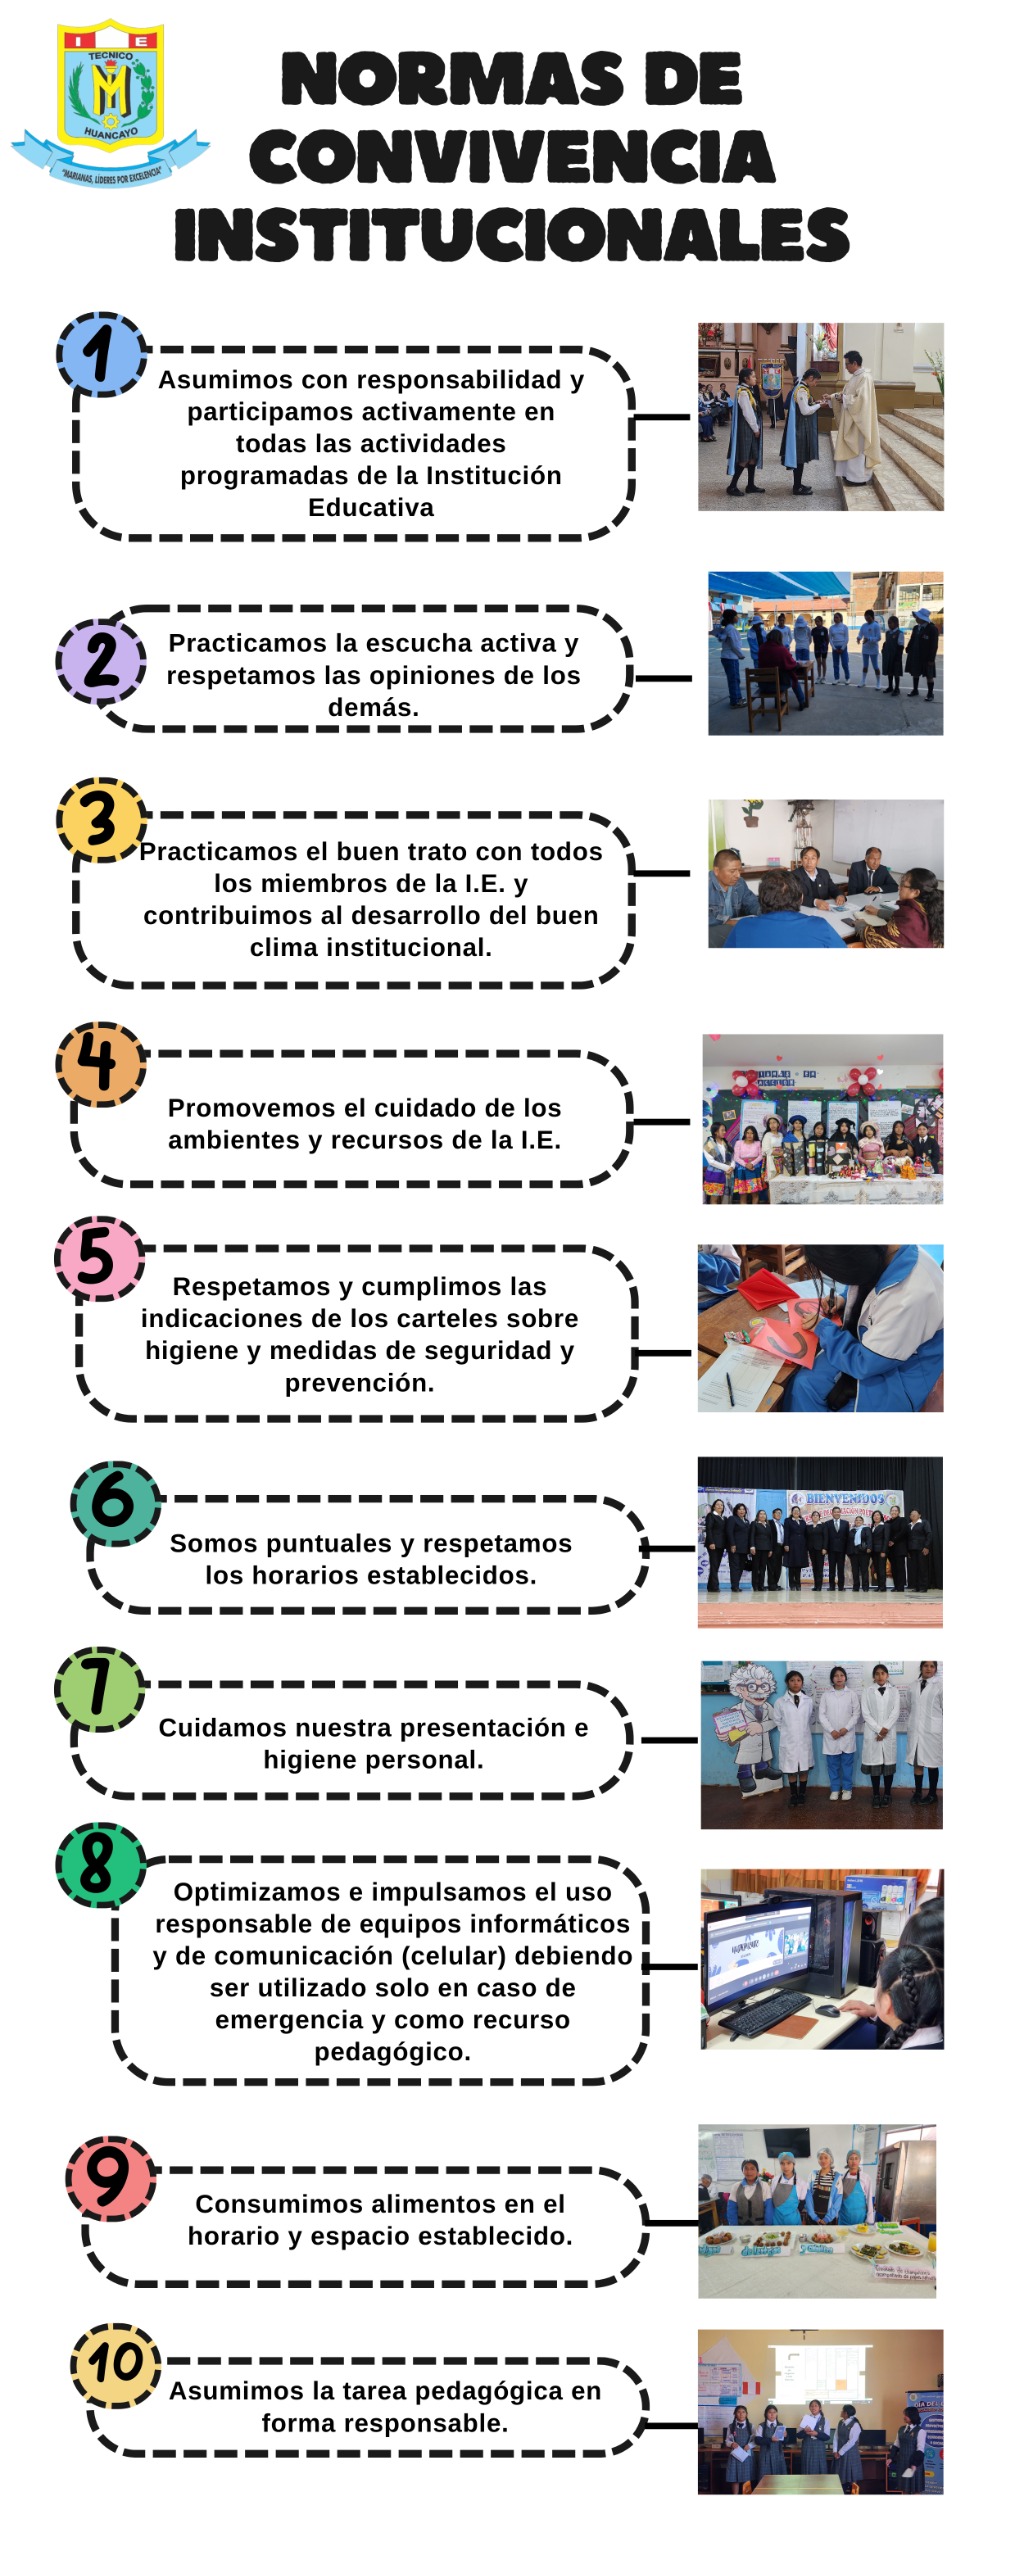 I E
TECNICO
M
HUANCAYO
"MARIANAS, LÍDERES POR EXCELENCIA"
NORMAS DE
CONVIVENCIA
INSTITUCIONALES
1
Asumimos con responsabilidad y
participamos activamente en
todas las actividades
programadas de la Institución
Educativa
2
Practicamos la escucha activa y
respetamos las opiniones de los
demás.
3
Practicamos el buen trato con todos
los miembros de la I.E. y
contribuimos al desarrollo del buen
clima institucional.
4
Promovemos el cuidado de los
ambientes y recursos de la I.E.
5
Respetamos y cumplimos las
indicaciones de los carteles sobre
higiene y medidas de seguridad y
prevención.
6
Somos puntuales y respetamos
los horarios establecidos.
BIENVENIDOS
7
Cuidamos nuestra presentación e
higiene personal.
8
Optimizamos e impulsamos el uso
responsable de equipos informáticos
y de comunicación (celular) debiendo
ser utilizado solo en caso de
emergencia y como recurso
pedagógico.
9
Consumimos alimentos en el
horario y espacio establecido.
10
Asumimos la tarea pedagógica en
forma responsable.